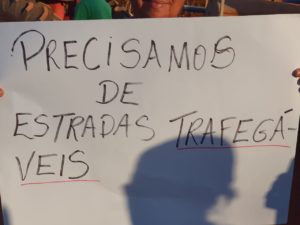 PRECISAMOS
DE
ESTRADAS TRAFEGÁ-
VEIS